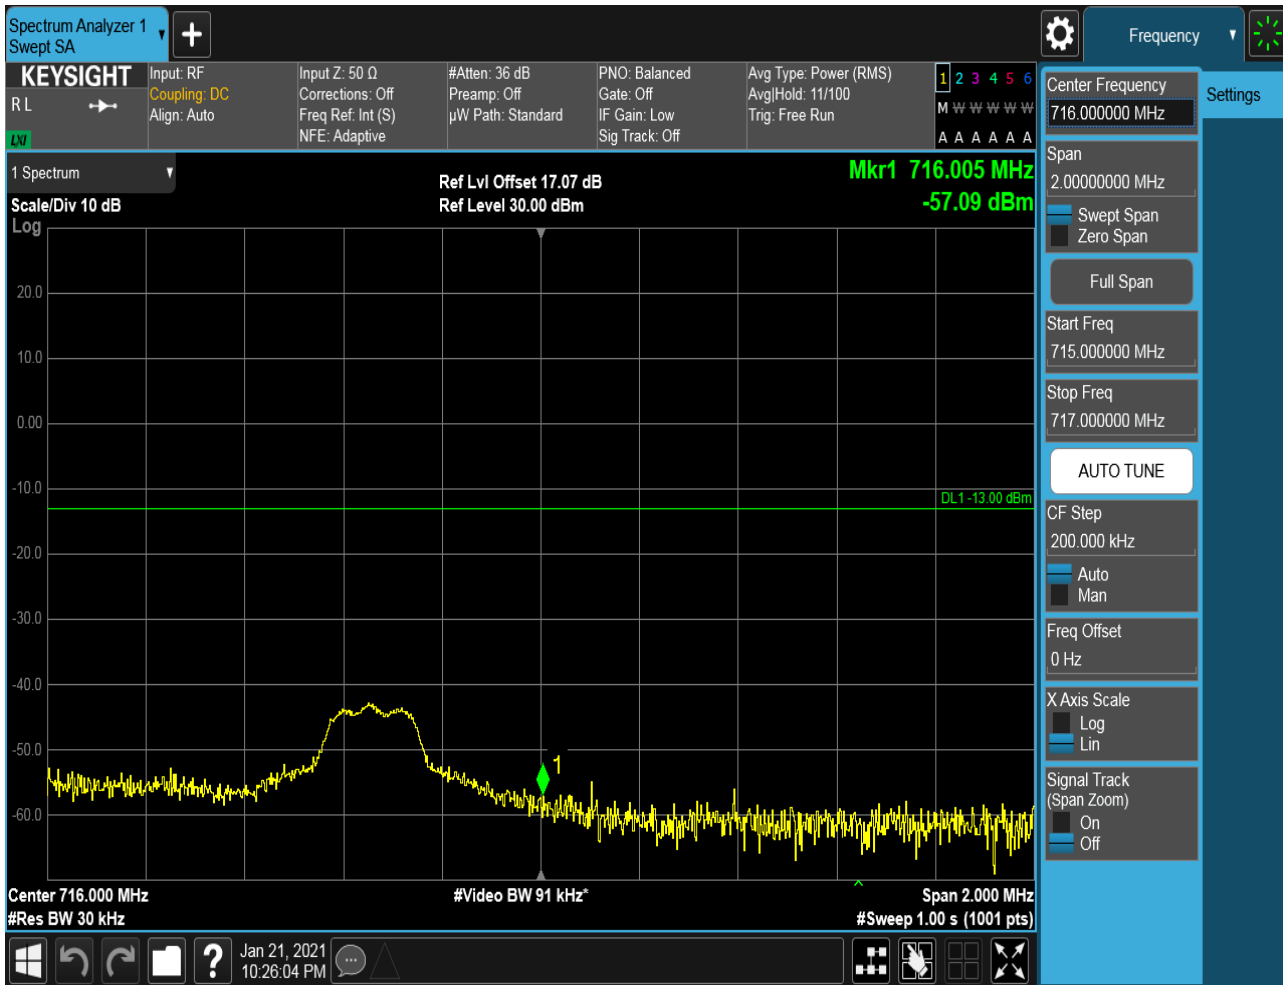 Spectrum Analyzer 1
Swept SA
Frequency
KEYSIGHT
R L
LXI
Input: RF
Coupling: DC
Align: Auto
Input Z: 50 Ω
Corrections: Off
Freq Ref: Int (S)
NFE: Adaptive
#Atten: 36 dB
Preamp: Off
µW Path: Standard
PNO: Balanced
Gate: Off
IF Gain: Low
Sig Track: Off
Avg Type: Power (RMS)
Avg|Hold: 11/100
Trig: Free Run
1 2 3 4 5 6
M W W W W W
A A A A A A
1 Spectrum
Scale/Div 10 dB
Log
Ref Lvl Offset 17.07 dB
Ref Level 30.00 dBm
Mkr1 716.005 MHz
-57.09 dBm
20.0
10.0
0.00
-10.0
DL1 -13.00 dBm
-20.0
-30.0
-40.0
-50.0
1
-60.0
Center 716.000 MHz
#Res BW 30 kHz
#Video BW 91 kHz*
Span 2.000 MHz
#Sweep 1.00 s (1001 pts)
Center Frequency
716.000000 MHz
Settings
Span
2.00000000 MHz
Swept Span
Zero Span
Full Span
Start Freq
715.000000 MHz
Stop Freq
717.000000 MHz
AUTO TUNE
CF Step
200.000 kHz
Auto
Man
Freq Offset
0 Hz
X Axis Scale
Log
Lin
Signal Track
(Span Zoom)
On
Off
?
Jan 21, 2021
10:26:04 PM